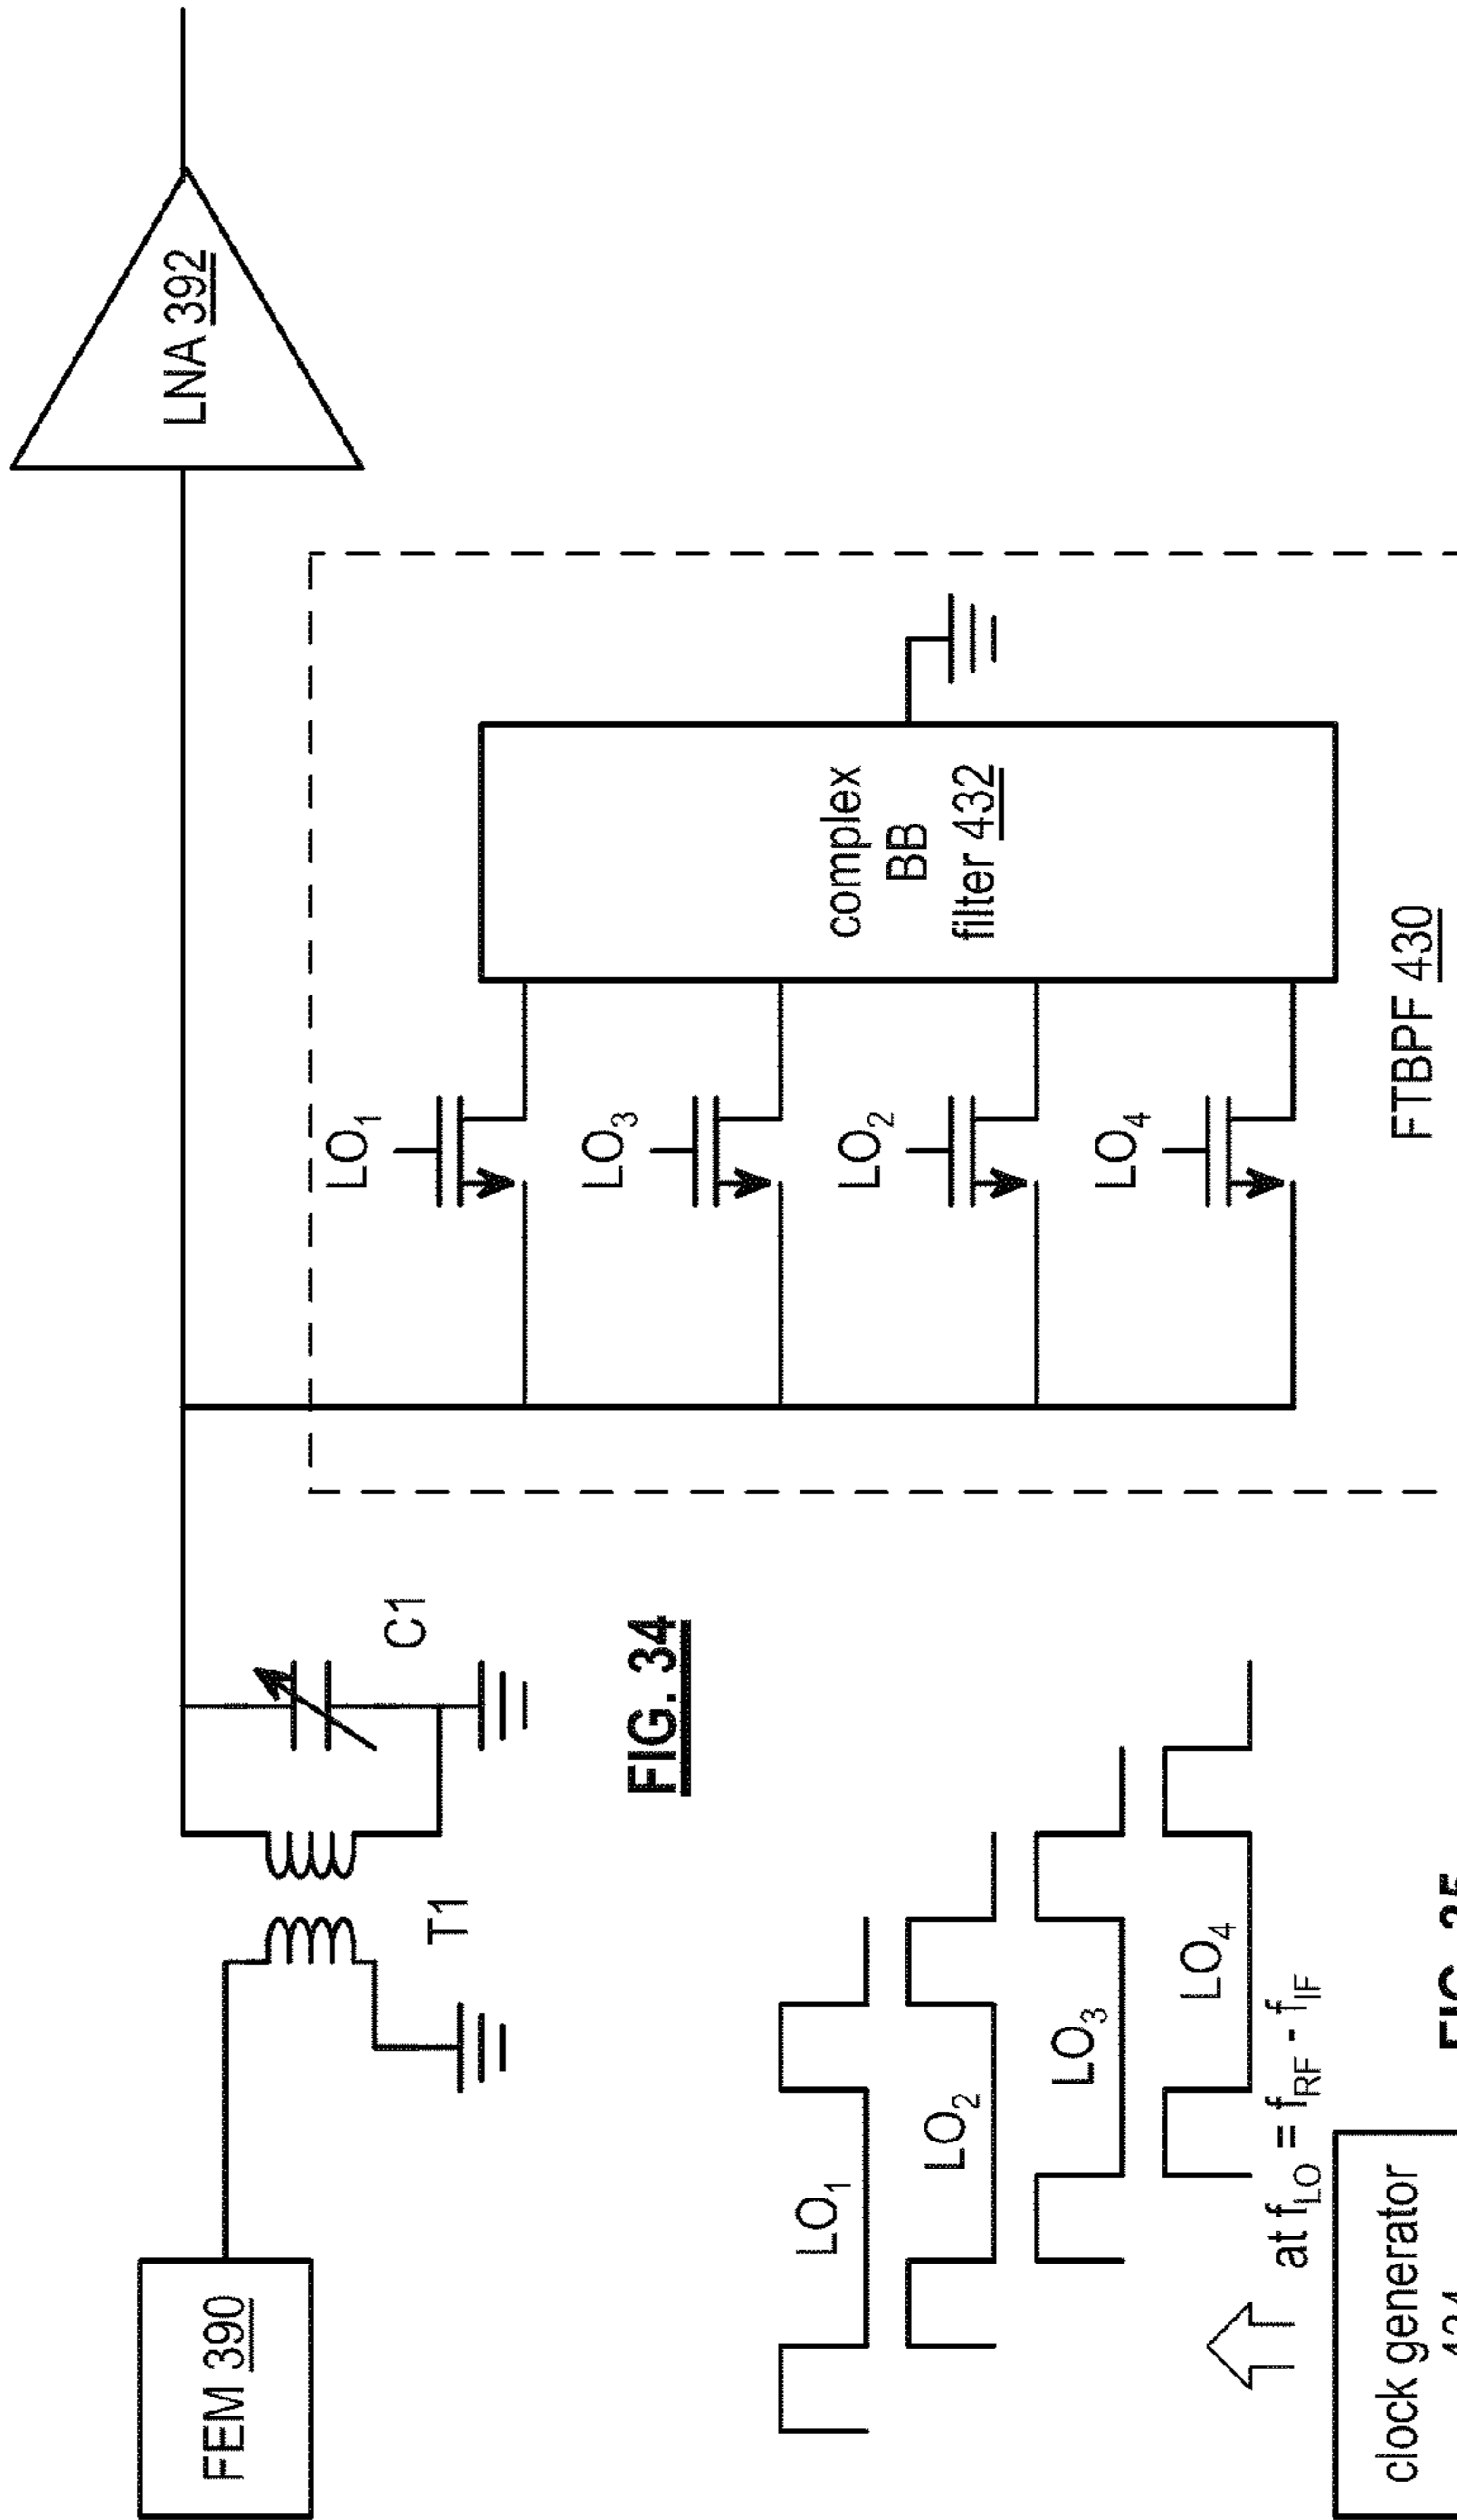 FEM 390
T1
C1
LNA 392
LO1
LO3
LO2
LO4
complex
BB
filter 432
FTBPF 430
FIG. 34
LO1
LO2
LO3
LO4
at fLO = fRF - fIF
clock generator